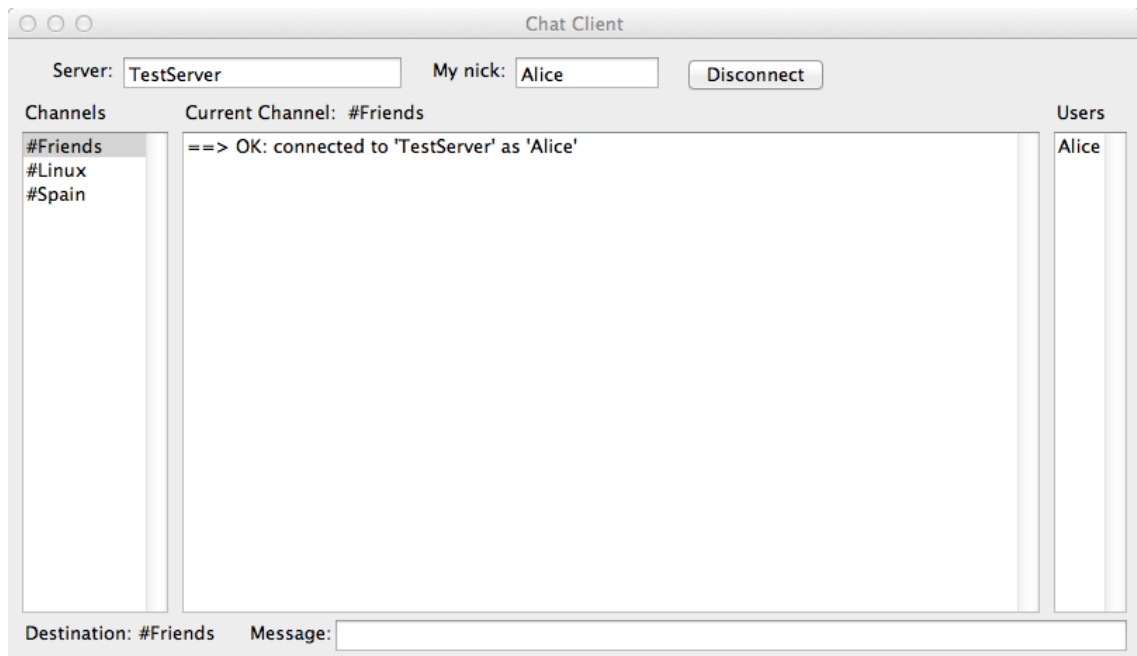 Chat Client
Server: TestServer My nick: Alice Disconnect
Channels Current Channel: #Friends Users
#Friends ==> OK: connected to 'TestServer' as 'Alice' Alice
#Linux
#Spain
Destination: #Friends Message: